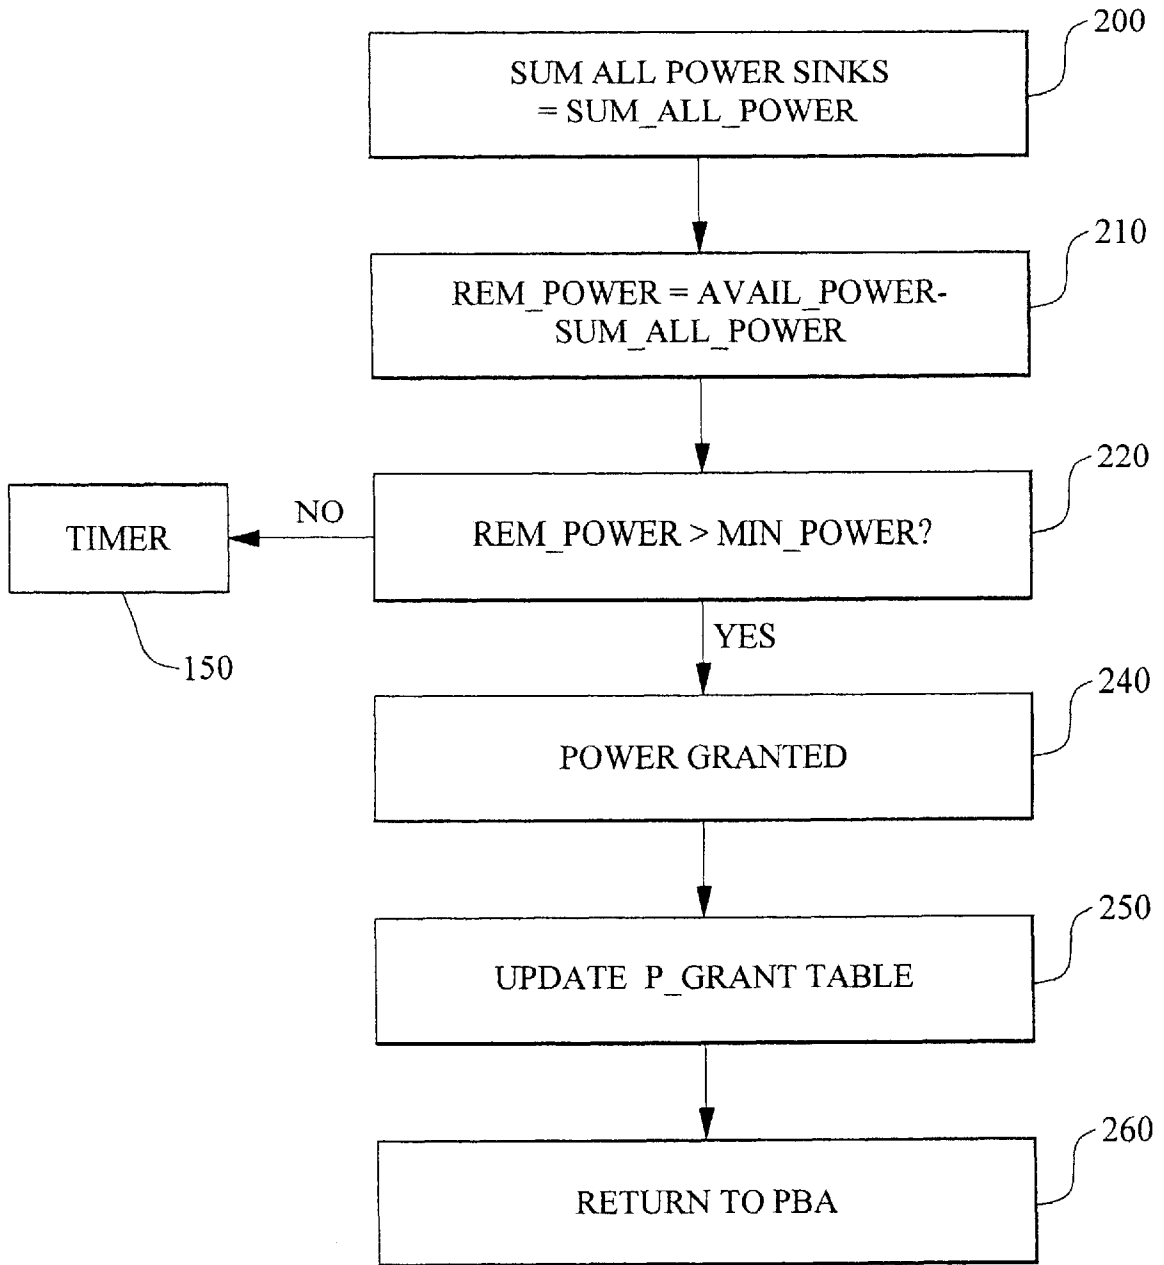 200
SUM ALL POWER SINKS
= SUM_ALL_POWER
210
REM_POWER = AVAIL_POWER-
SUM_ALL_POWER
220
REM_POWER > MIN_POWER?
NO
TIMER
150
YES
240
POWER GRANTED
250
UPDATE P_GRANT TABLE
260
RETURN TO PBA